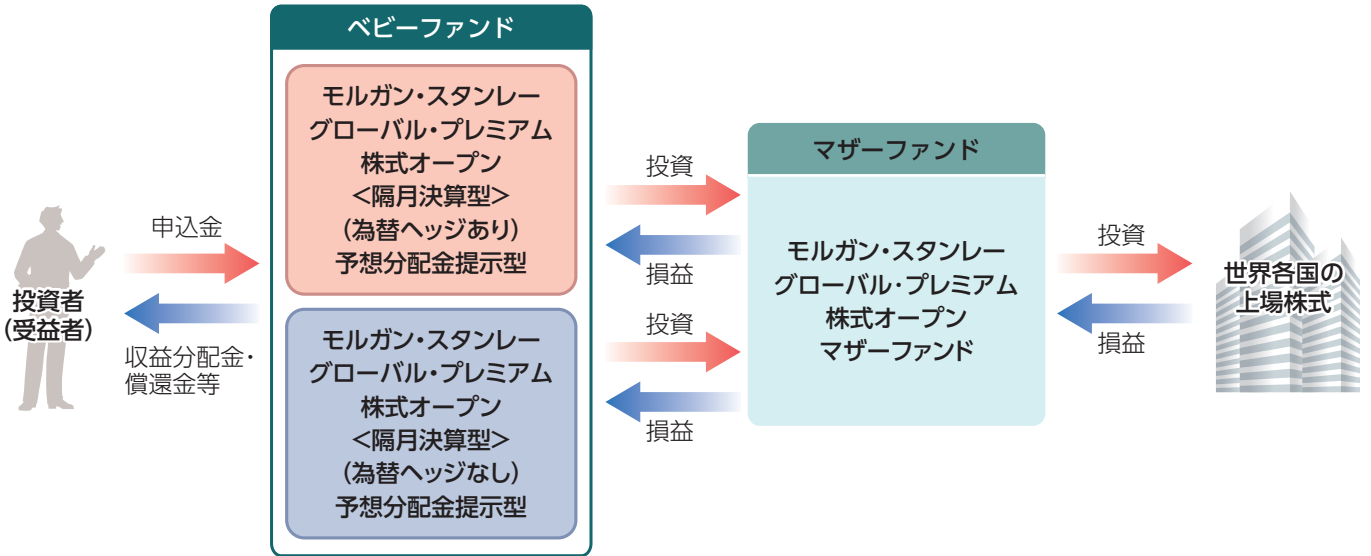 ベビーファンド
モルガン・スタンレー
グローバル・プレミアム
株式オープン
<隔月決算型>
(為替ヘッジあり)
予想分配金提示型
モルガン・スタンレー
グローバル・プレミアム
株式オープン
<隔月決算型>
(為替ヘッジなし)
予想分配金提示型
投資者
(受益者)
申込金
収益分配金・
償還金等
投資
損益
投資
損益
マザーファンド
モルガン・スタンレー
グローバル・プレミアム
株式オープン
マザーファンド
投資
損益
世界各国の
上場株式